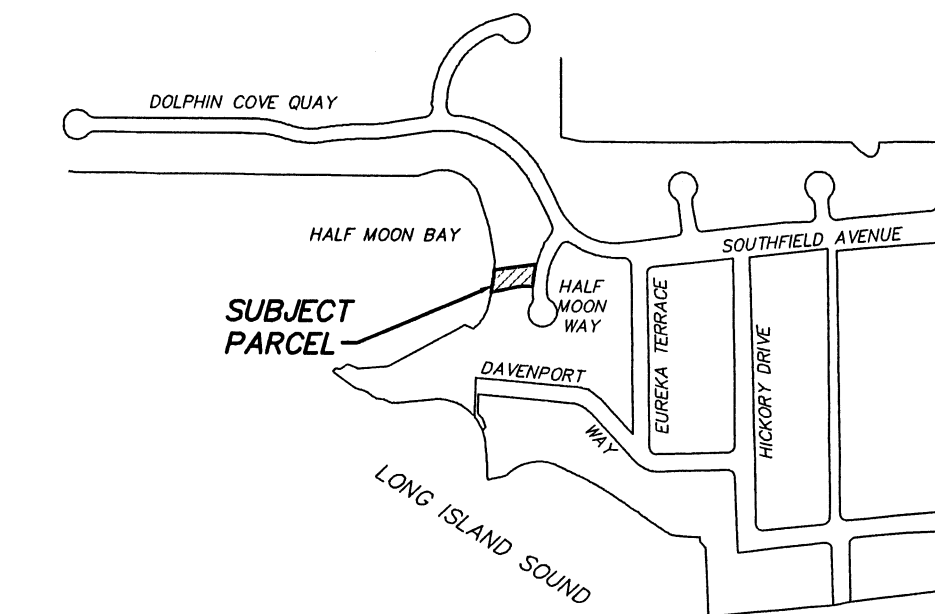 DOLPHIN COVE QUAY
HALF MOON BAY
SOUTHFIELD AVENUE
SUBJECT
PARCEL
HALF
MOON
WAY
EUREKA TERRACE
HICKORY DRIVE
DAVENPORT
WAY
LONG ISLAND SOUND